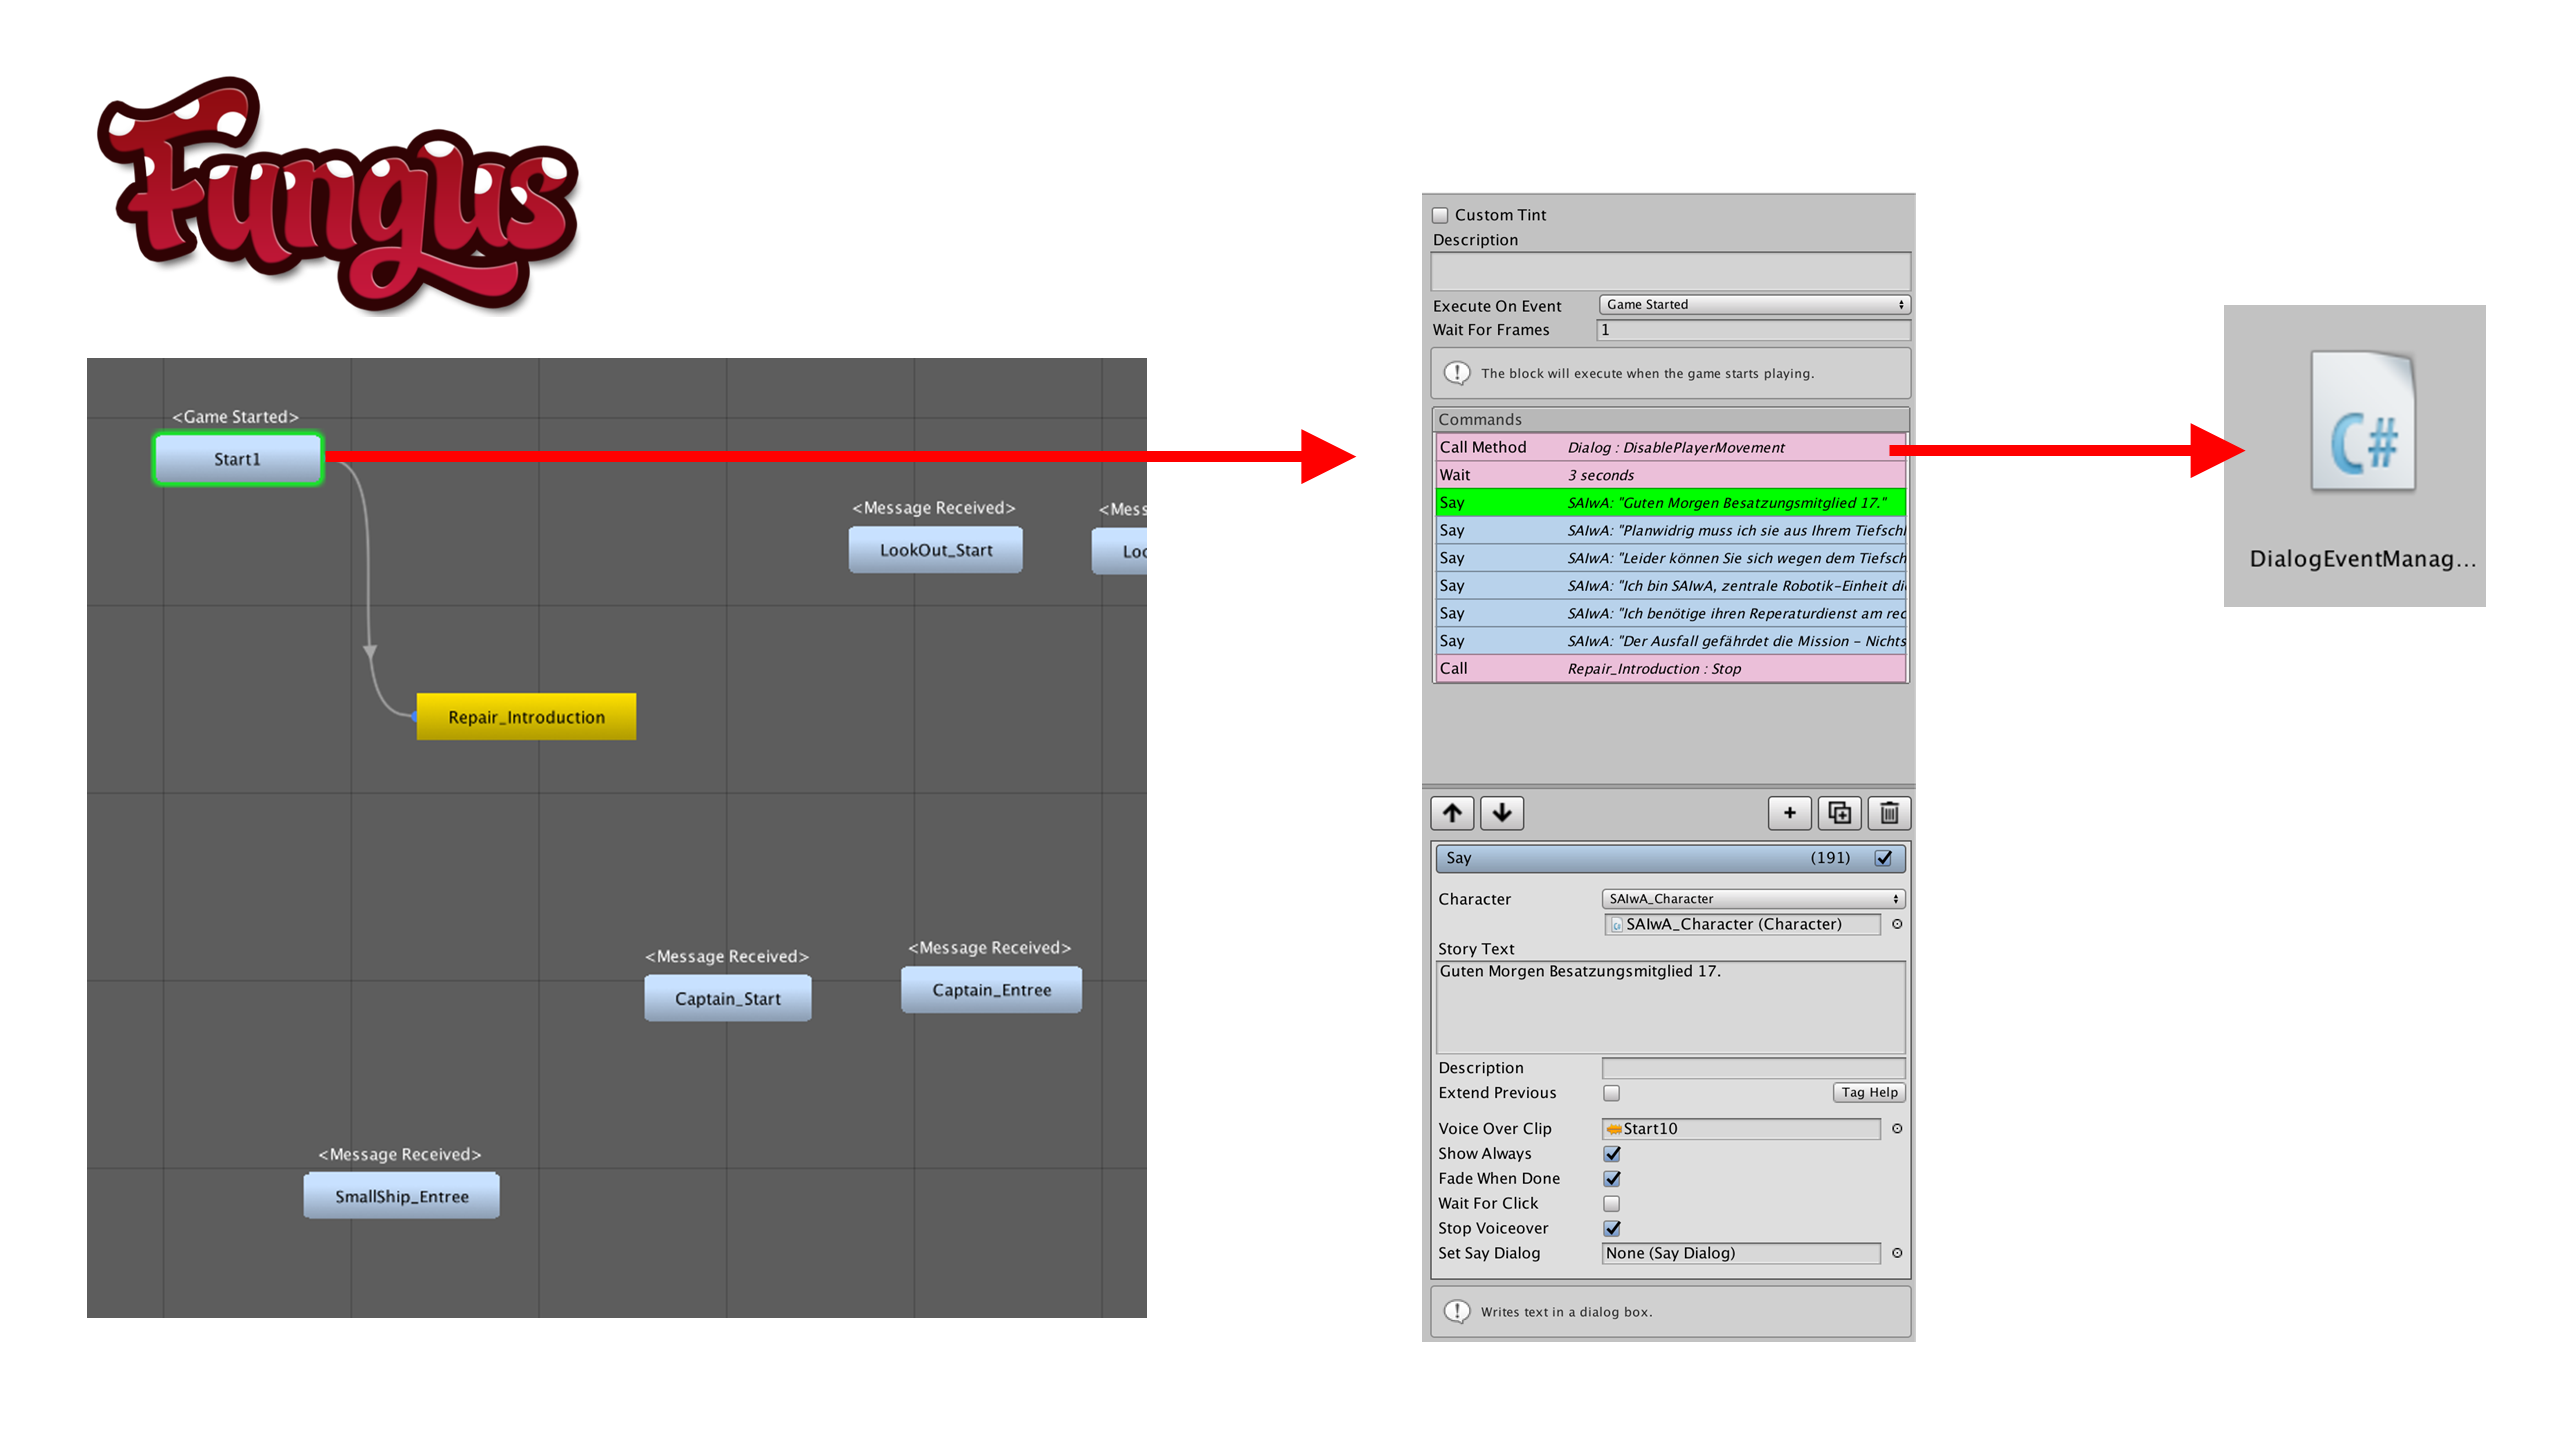 Fungus
<Game Started>
Start1
<Message Received>
LookOut_Start
<Mess
Loc
Repair_Introduction
<Message Received>
Captain_Start
<Message Received>
Captain_Entree
<Message Received>
SmallShip_Entree
Custom Tint
Description
Execute On Event Game Started
Wait For Frames 1
The block will execute when the game starts playing.
Commands
Call Method Dialog : DisablePlayerMovement
Wait 3 seconds
Say SAIwA: "Guten Morgen Besatzungsmitglied 17."
Say SAIwA: "Planwidrig muss ich sie aus Ihrem Tiefschl
Say SAIwA: "Leider können Sie sich wegen dem Tiefsch
Say SAIwA: "Ich bin SAIwA, zentrale Robotik-Einheit di
Say SAIwA: "Ich benötige ihren Reperaturdienst am rec
Say SAIwA: "Der Ausfall gefährdet die Mission - Nichts
Call Repair_Introduction : Stop
Say (191)
Character SAIwA_Character
SAIwA_Character (Character)
Story Text
Guten Morgen Besatzungsmitglied 17.
Description
Extend Previous Tag Help
Voice Over Clip Start10
Show Always
Fade When Done
Wait For Click
Stop Voiceover
Set Say Dialog None (Say Dialog)
Writes text in a dialog box.
C#
DialogEventManag...